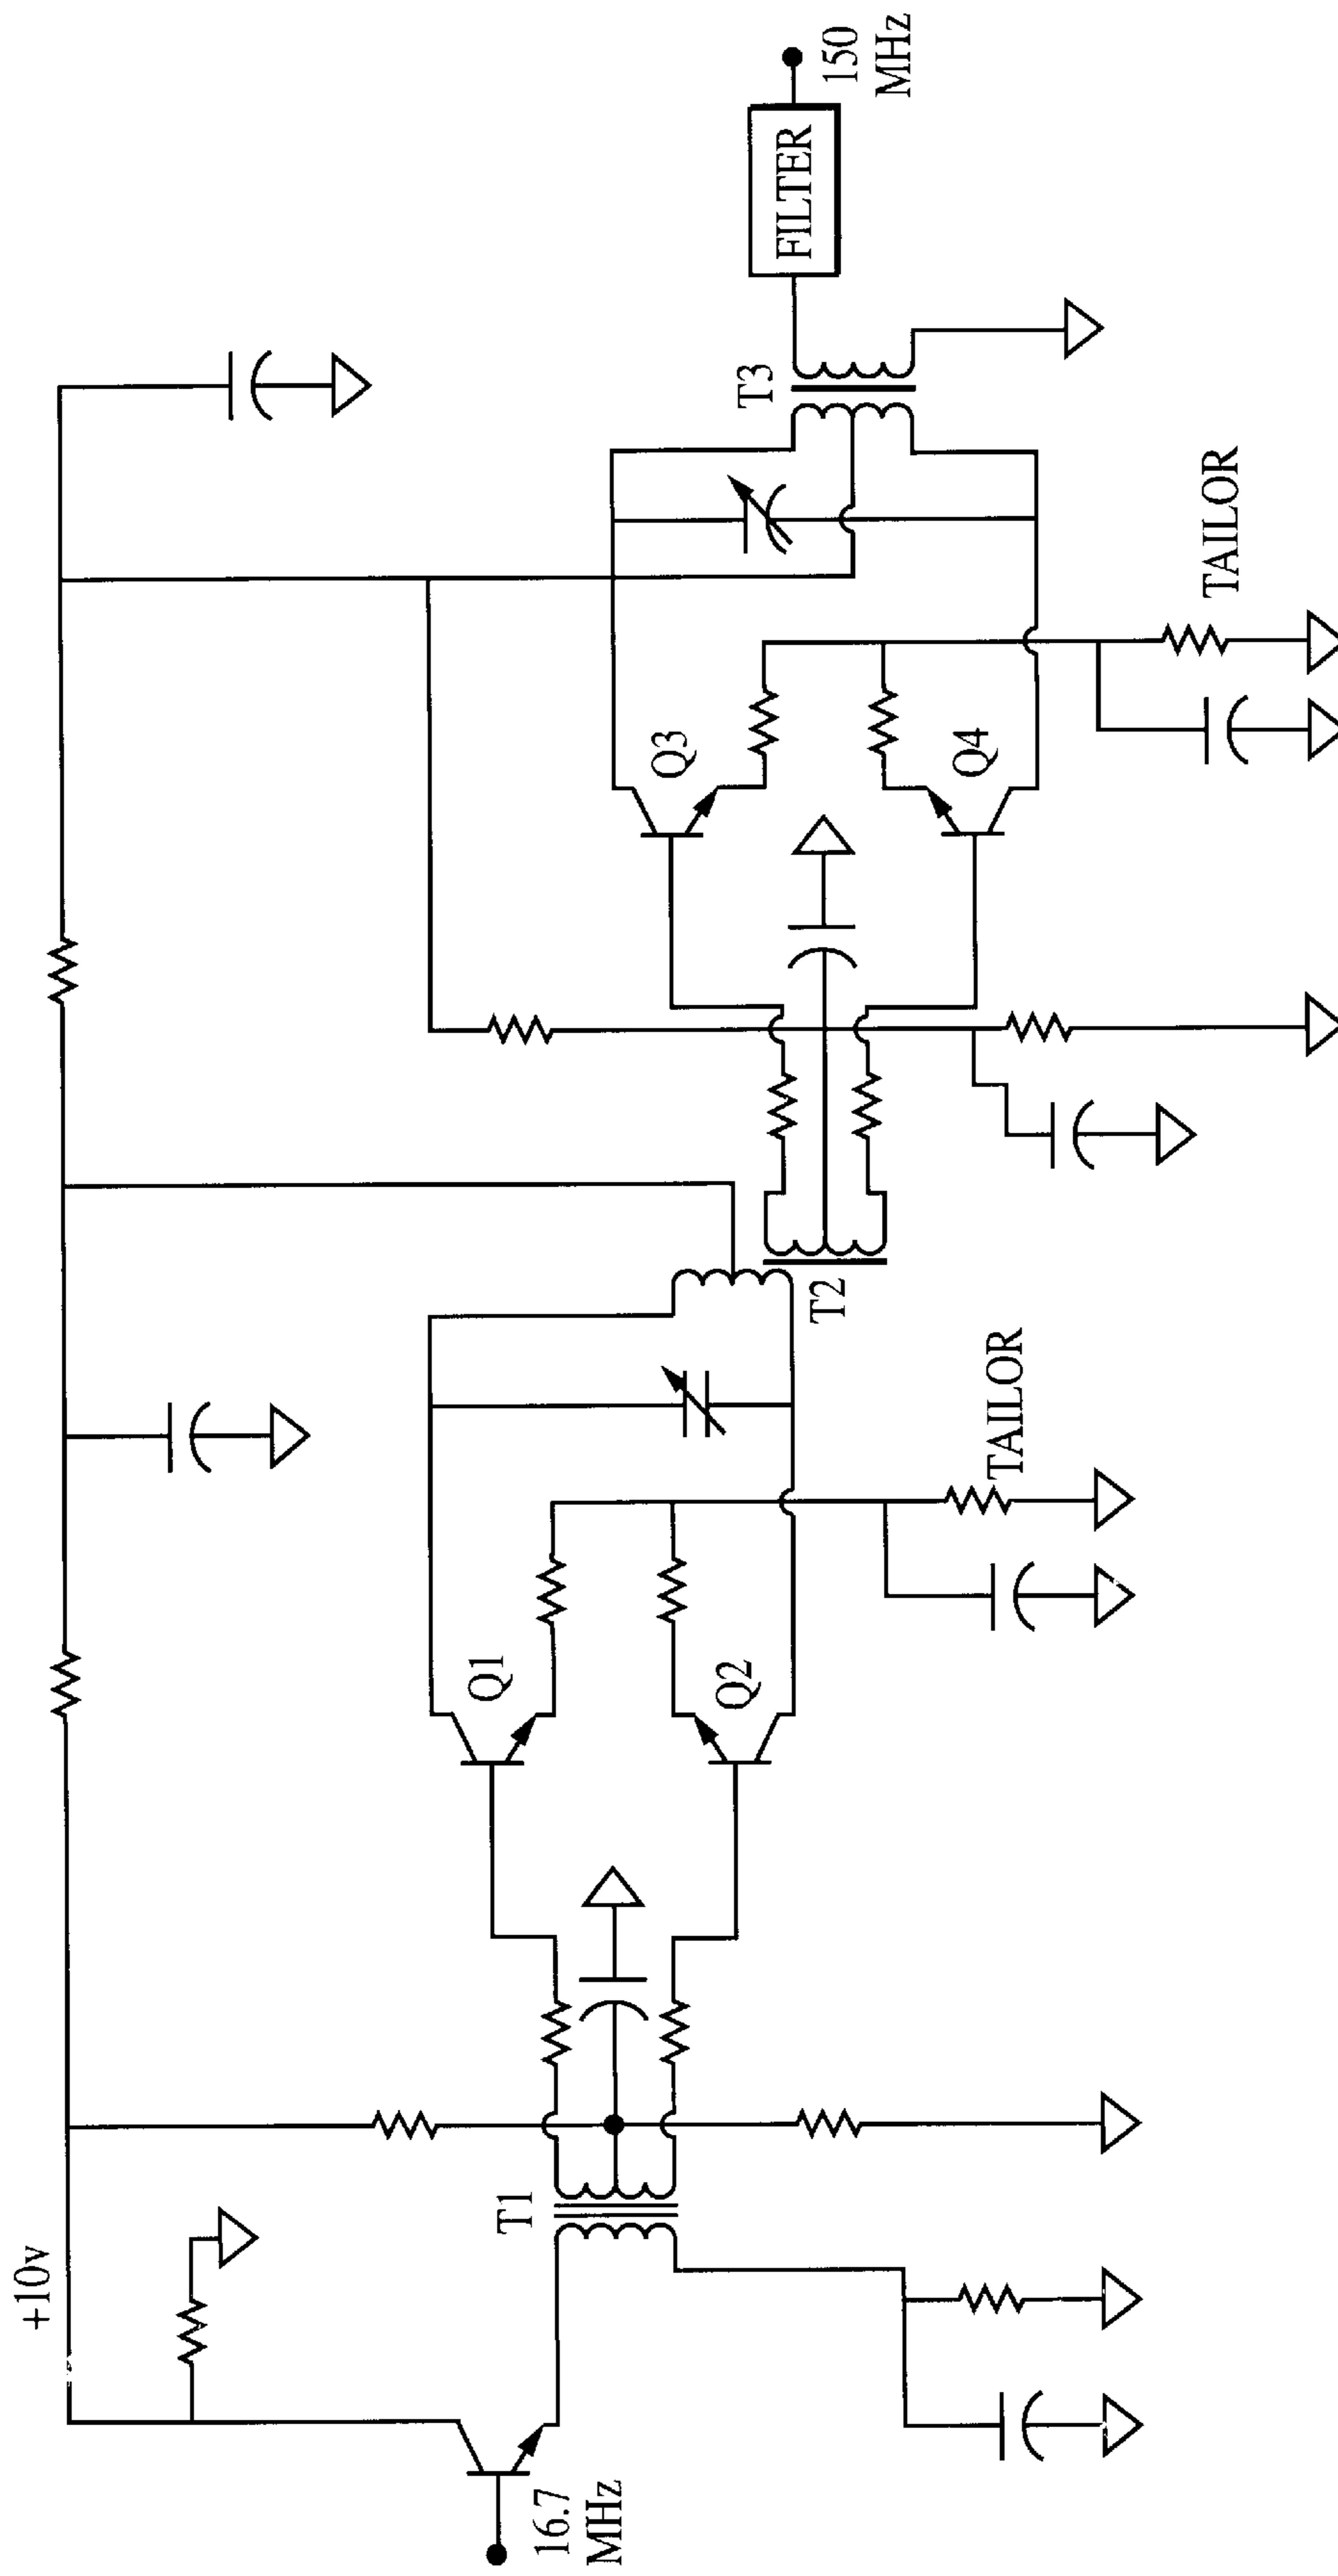 +10v
16.7
MHz
T1
Q1
Q2
TAILOR
T2
Q3
Q4
TAILOR
T3
FILTER
150
MHz